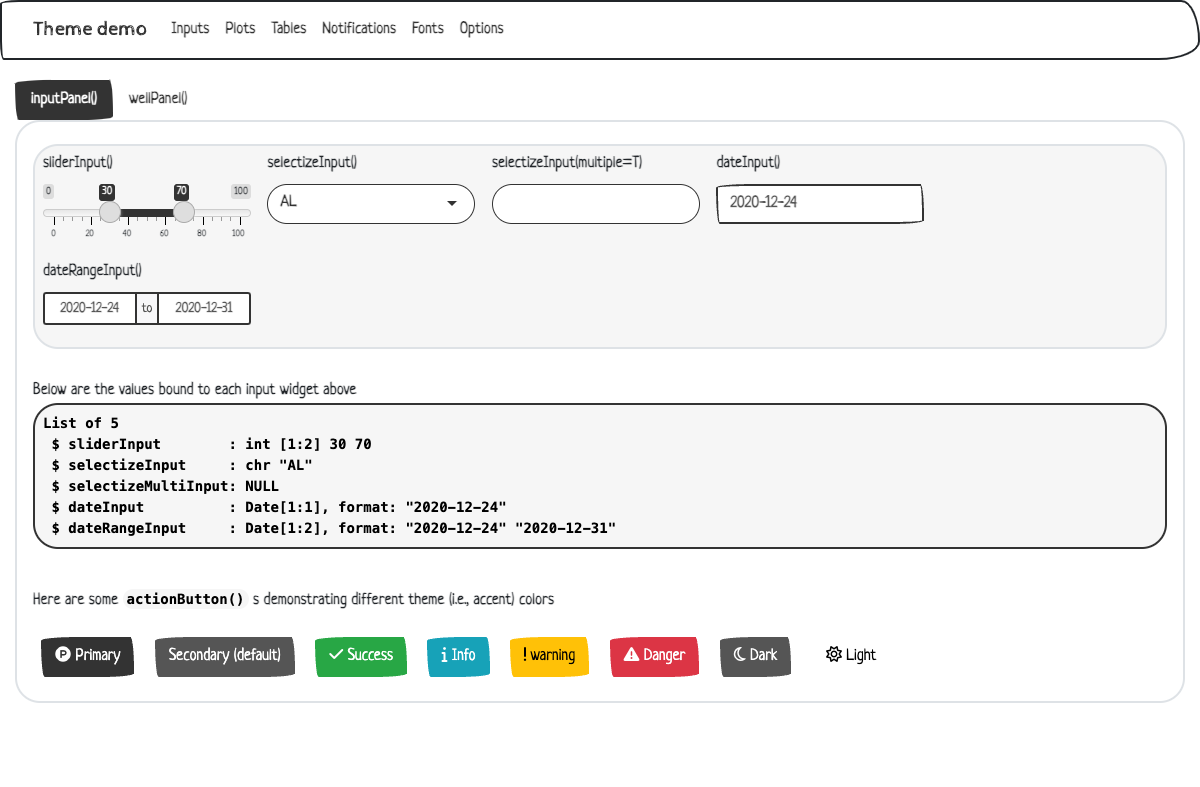 Theme demo Inputs Plots Tables Notifications Fonts Options
inputPanel() wellPanel()
sliderInput() selectizeInput() selectizeInput(multiple=T) dateInput()
0 30 70 100
AL
2020-12-24
0 20 40 60 80 100
dateRangeInput()
2020-12-24 to 2020-12-31
Below are the values bound to each input widget above
List of 5
$ sliderInput : int [1:2] 30 70
$ selectizeInput : chr "AL"
$ selectizeMultiInput: NULL
$ dateInput : Date[1:1], format: "2020-12-24"
$ dateRangeInput : Date[1:2], format: "2020-12-24" "2020-12-31"
Here are some actionButton() s demonstrating different theme (i.e., accent) colors
Primary Secondary (default) Success Info warning Danger Dark Light